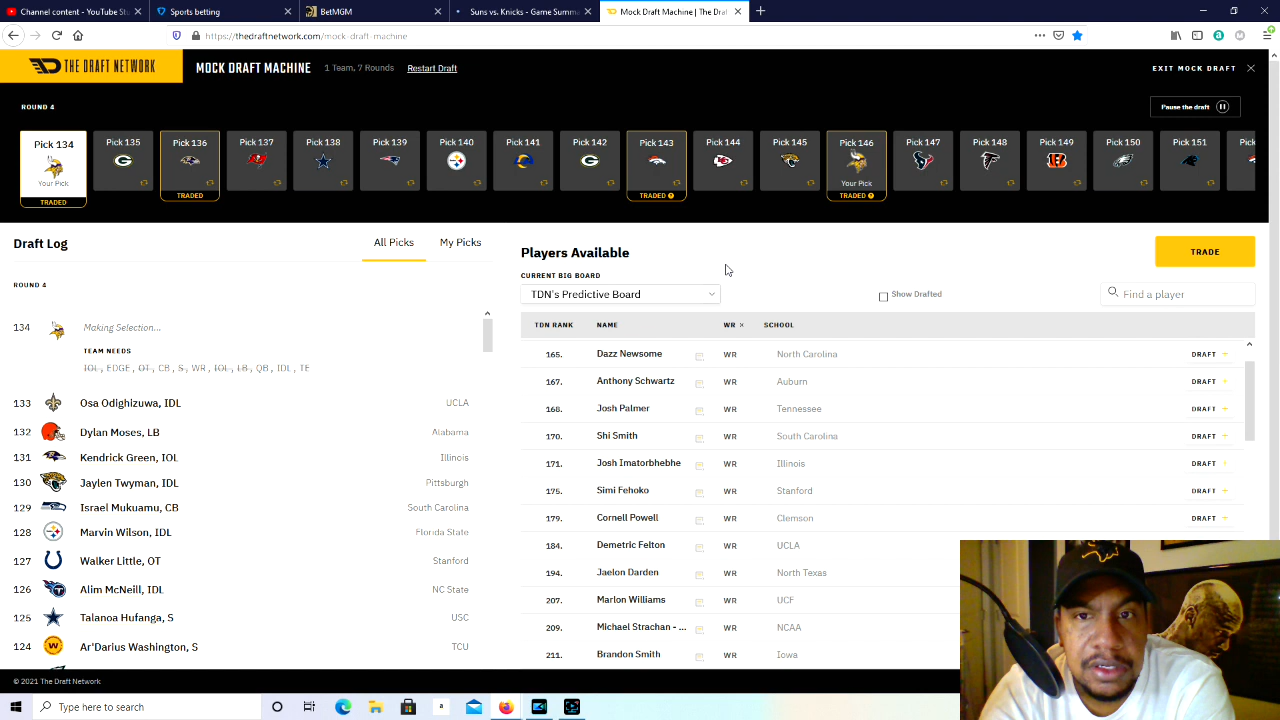 Channel content - YouTube Stu
Sports betting
BetMGM
Suns vs. Knicks - Game Summa
Mock Draft Machine | The Dra
https://thedraftnetwork.com/mock-draft-machine
THE DRAFT NETWORK
MOCK DRAFT MACHINE
1 Team, 7 Rounds
Restart Draft
EXIT MOCK DRAFT
ROUND 4
Pause the draft
Pick 134 Pick 135 Pick 136 Pick 137 Pick 138 Pick 139 Pick 140 Pick 141 Pick 142 Pick 143 Pick 144 Pick 145 Pick 146 Pick 147 Pick 148 Pick 149 Pick 150 Pick 151 Pick
Your Pick Your Pick
TRADED TRADED TRADED TRADED
Draft Log
All Picks
My Picks
ROUND 4
134 Making Selection...
TEAM NEEDS
IOL, EDGE, OT, CB, S, WR, IOL, LB, QB, IDL, TE
133 Osa Odighizuwa, IDL UCLA
132 Dylan Moses, LB Alabama
131 Kendrick Green, IOL Illinois
130 Jaylen Twyman, IDL Pittsburgh
129 Israel Mukuamu, CB South Carolina
128 Marvin Wilson, IDL Florida State
127 Walker Little, OT Stanford
126 Alim McNeill, IDL NC State
125 Talanoa Hufanga, S USC
124 Ar'Darius Washington, S TCU
Players Available
TRADE
CURRENT BIG BOARD
TDN's Predictive Board
Show Drafted
Find a player
TDN RANK NAME WR × SCHOOL
165. Dazz Newsome WR North Carolina DRAFT +
167. Anthony Schwartz WR Auburn DRAFT +
168. Josh Palmer WR Tennessee DRAFT +
170. Shi Smith WR South Carolina DRAFT +
171. Josh Imatorbhebhe WR Illinois DRAFT +
175. Simi Fehoko WR Stanford DRAFT +
179. Cornell Powell WR Clemson DRAFT +
184. Demetric Felton WR UCLA
194. Jaelon Darden WR North Texas
207. Marlon Williams WR UCF
209. Michael Strachan - ... WR NCAA
211. Brandon Smith WR Iowa
© 2021 The Draft Network
Type here to search